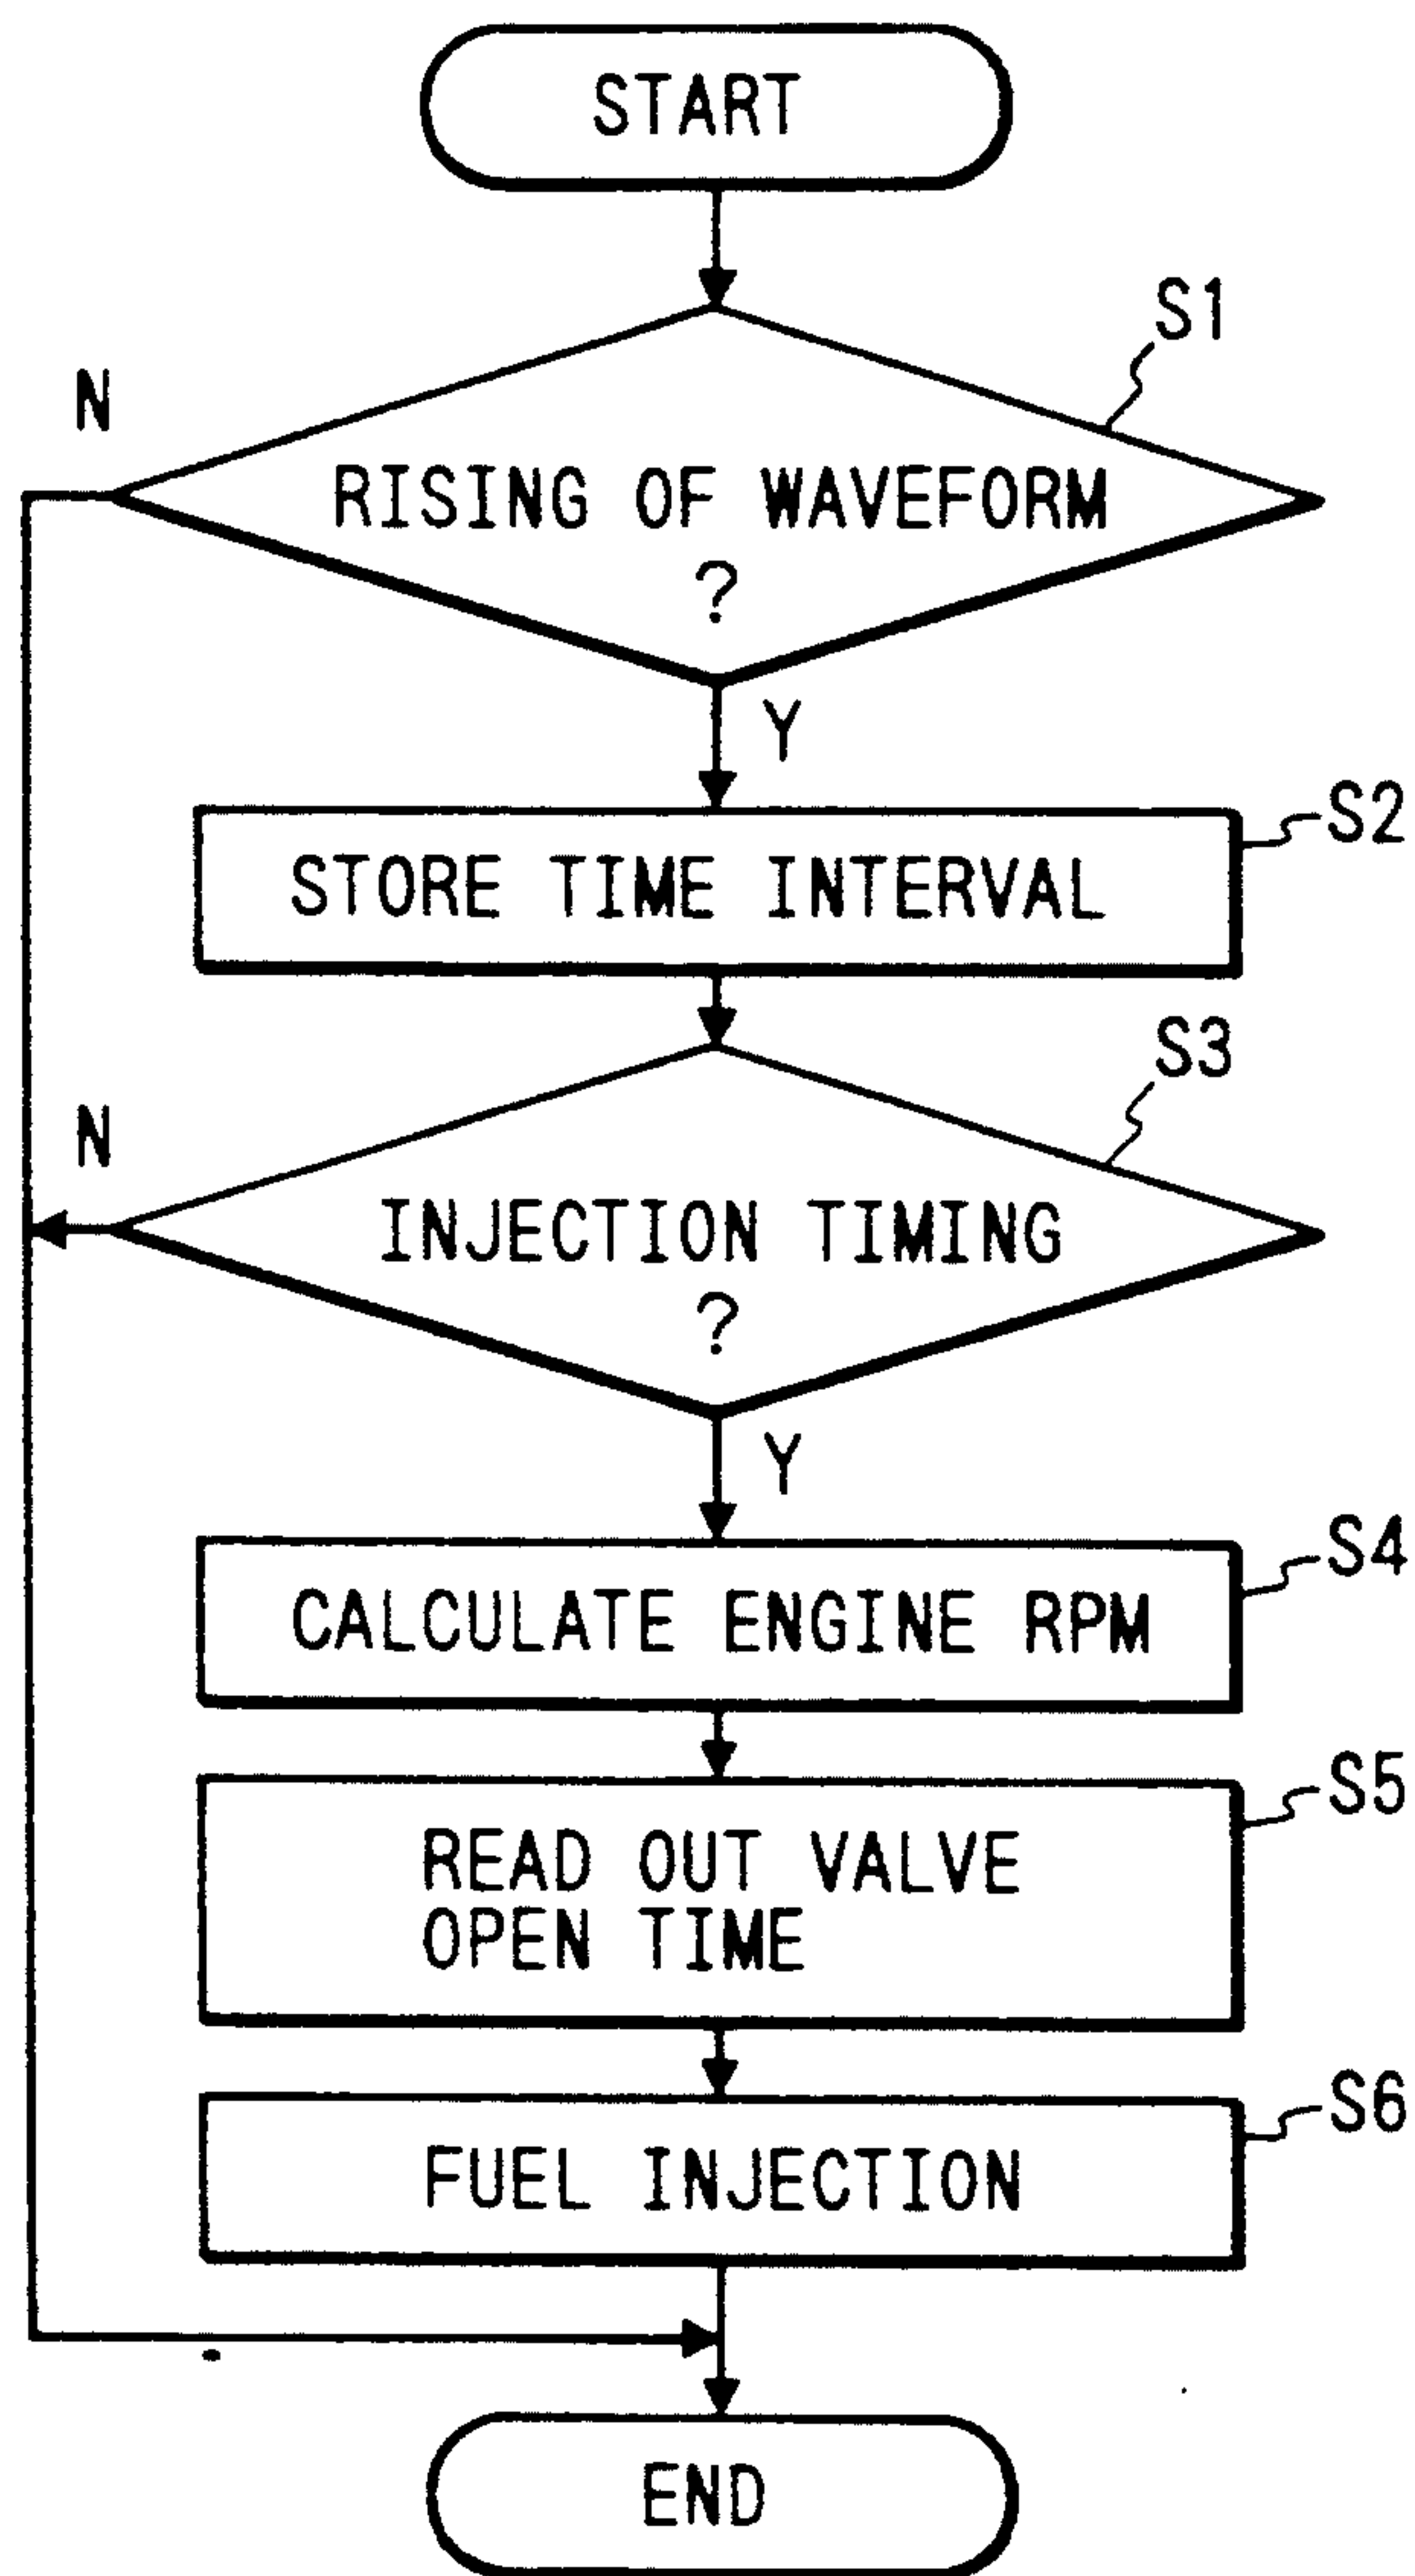 START
S1
N
RISING OF WAVEFORM
?
Y
S2
STORE TIME INTERVAL
S3
N
INJECTION TIMING
?
Y
S4
CALCULATE ENGINE RPM
S5
READ OUT VALVE
OPEN TIME
S6
FUEL INJECTION
END